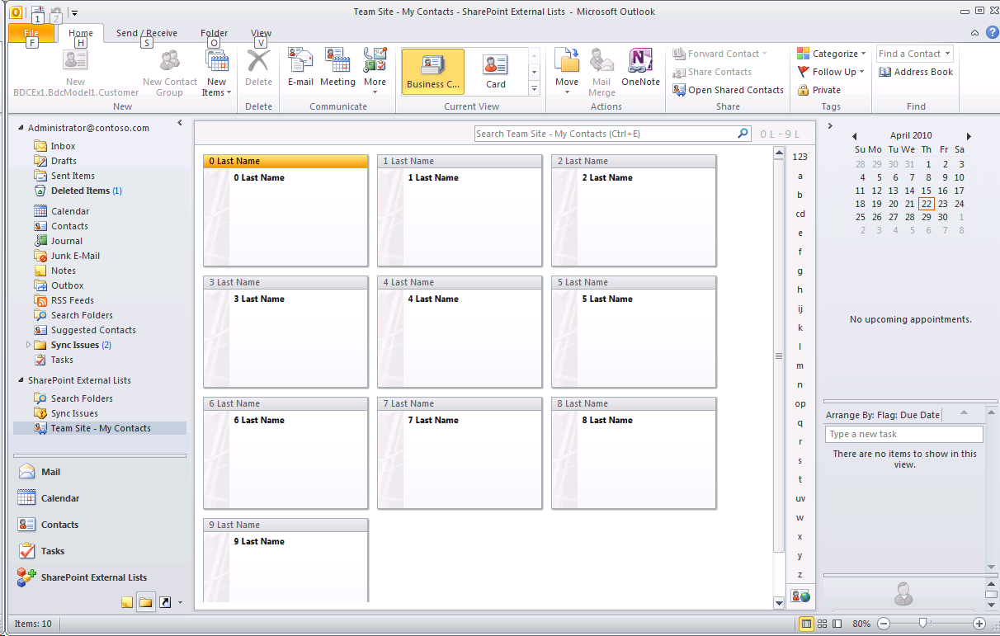 Team Site - My Contacts - SharePoint External Lists - Microsoft Outlook
1 2
File Home Send / Receive Folder View
F H S O V
New BDCEx1.BdcModel1.Customer
New Contact Group
New Items
New
Delete
Delete
E-mail Meeting More
Communicate
Business C... Card
Current View
Move Mail Merge OneNote
Actions
Forward Contact
Share Contacts
Open Shared Contacts
Share
Categorize
Follow Up
Private
Tags
Find a Contact
Address Book
Find
Administrator@contoso.com
Inbox
Drafts
Sent Items
Deleted Items (1)
Calendar
Contacts
Journal
Junk E-Mail
Notes
Outbox
RSS Feeds
Search Folders
Suggested Contacts
Sync Issues (2)
Tasks
SharePoint External Lists
Search Folders
Sync Issues
Team Site - My Contacts
Mail
Calendar
Contacts
Tasks
SharePoint External Lists
Search Team Site - My Contacts (Ctrl+E)
0 L - 9 L
0 Last Name
0 Last Name
1 Last Name
1 Last Name
2 Last Name
2 Last Name
3 Last Name
3 Last Name
4 Last Name
4 Last Name
5 Last Name
5 Last Name
6 Last Name
6 Last Name
7 Last Name
7 Last Name
8 Last Name
8 Last Name
9 Last Name
9 Last Name
123
a
b
cd
e
f
g
h
ij
k
l
m
n
op
q
r
s
t
uv
w
x
y
z
April 2010
Su Mo Tu We Th Fr Sa
28 29 30 31 1 2 3
4 5 6 7 8 9 10
11 12 13 14 15 16 17
18 19 20 21 22 23 24
25 26 27 28 29 30 1
2 3 4 5 6 7 8
No upcoming appointments.
Arrange By: Flag: Due Date
Type a new task
There are no items to show in this
view.
Items: 10
80%